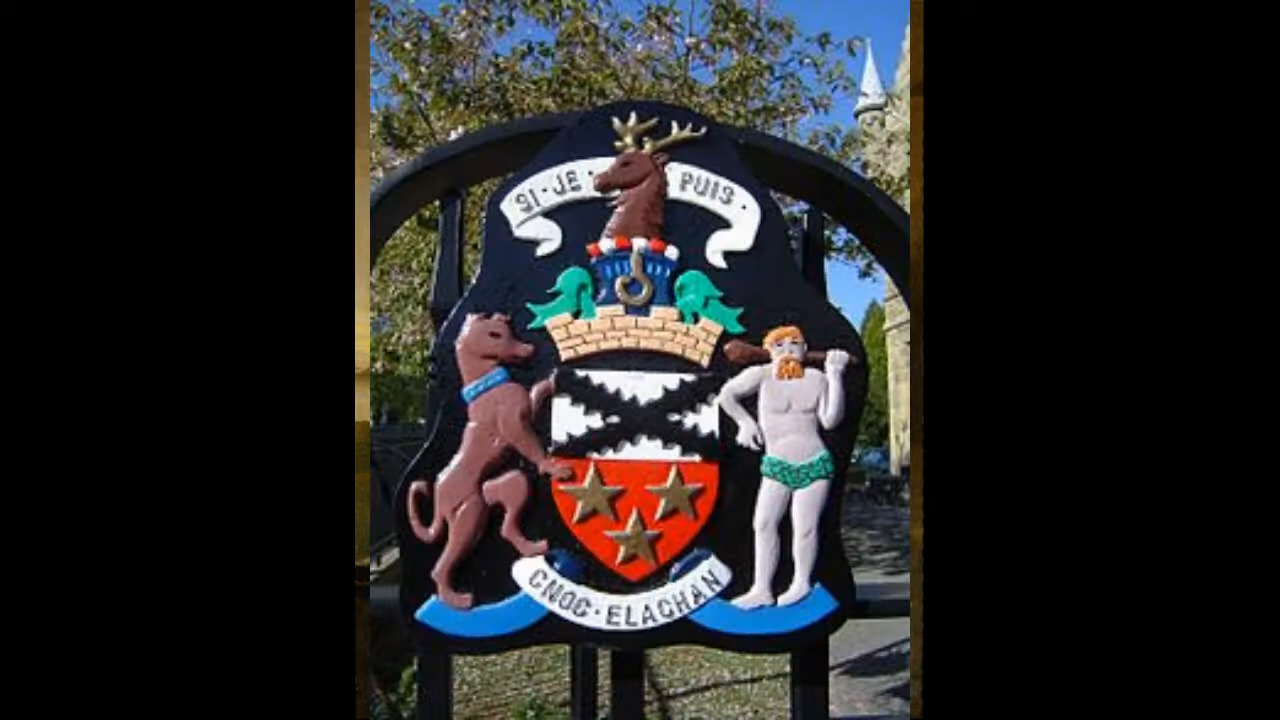 SI · JE · PUIS ·
CNOC · ELACHAN